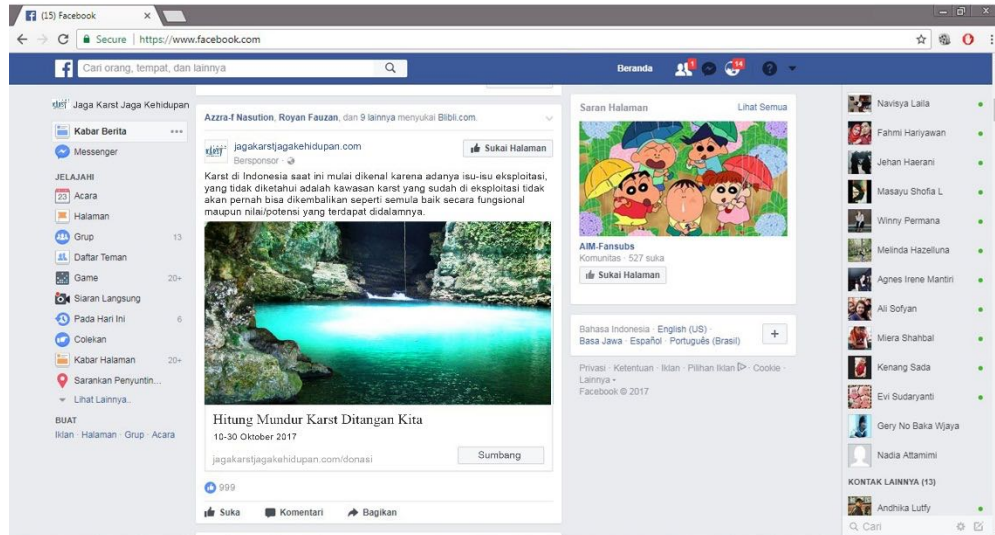 (15) Facebook
Secure | https://www.facebook.com
Cari orang, tempat, dan lainnya
Beranda
1
14
Jaga Karst Jaga Kehidupan
Kabar Berita
Messenger
JELAJAHI
23 Acara
Halaman
Grup 13
Daftar Teman
Game 20+
Siaran Langsung
Pada Hari Ini 6
Colekan
Kabar Halaman 20+
Sarankan Penyuntin...
Lihat Lainnya..
BUAT
Iklan · Halaman · Grup · Acara
Azzra-f Nasution, Royan Fauzan, dan 9 lainnya menyukai Blibli.com.
jagakarstjagakehidupan.com
Bersponsor ·
Sukai Halaman
Karst di Indonesia saat ini mulai dikenal karena adanya isu-isu eksploitasi,
yang tidak diketahui adalah kawasan karst yang sudah di eksploitasi tidak
akan pernah bisa dikembalikan seperti semula baik secara fungsional
maupun nilai/potensi yang terdapat didalamnya.
Hitung Mundur Karst Ditangan Kita
10-30 Oktober 2017
jagakarstjagakehidupan.com/donasi
Sumbang
999
Suka Komentari Bagikan
Saran Halaman Lihat Semua
AIM-Fansubs
Komunitas · 527 suka
Sukai Halaman
Bahasa Indonesia · English (US) ·
Basa Jawa · Español · Português (Brasil)
Privasi · Ketentuan · Iklan · Pilihan Iklan · Cookie ·
Lainnya
Facebook © 2017
Navisya Laila
Fahmi Hariyawan
Jehan Haerani
Masayu Shofia L
Winny Permana
Melinda Hazelluna
Agnes Irene Mantiri
Ali Sofyan
Miera Shahbal
Kenang Sada
Evi Sudaryanti
Gery No Baka Wjaya
Nadia Attamimi
KONTAK LAINNYA (13)
Andhika Lutfy
Cari